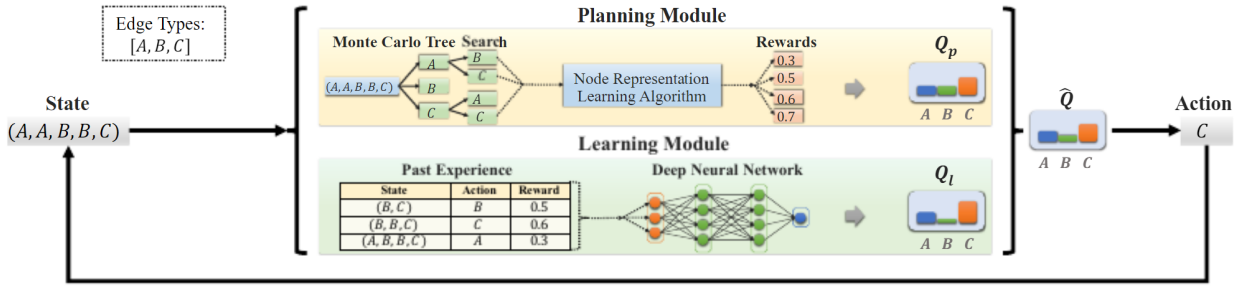 Edge Types:
[A, B, C]
State
(A, A, B, B, C)
Planning Module
Monte Carlo Tree Search
(A, A, B, B, C)
A
B
C
B
C
A
C
Node Representation
Learning Algorithm
Rewards
0.3
0.5
0.6
0.7
Qp
A B C
Learning Module
Past Experience
State Action Reward
(B, C) B 0.5
(B, B, C) C 0.6
(A, B, B, C) A 0.3
Deep Neural Network
Ql
A B C
Q̂
A B C
Action
C